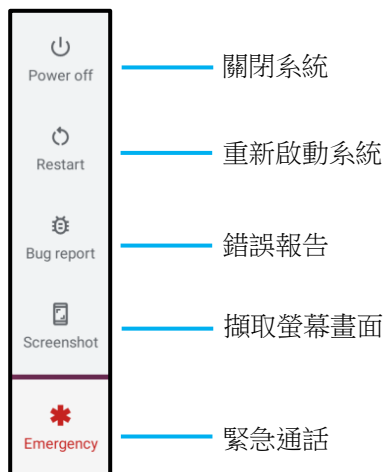 Power off
關閉系統
Restart
重新啟動系統
Bug report
錯誤報告
Screenshot
擷取螢幕畫面
Emergency
緊急通話